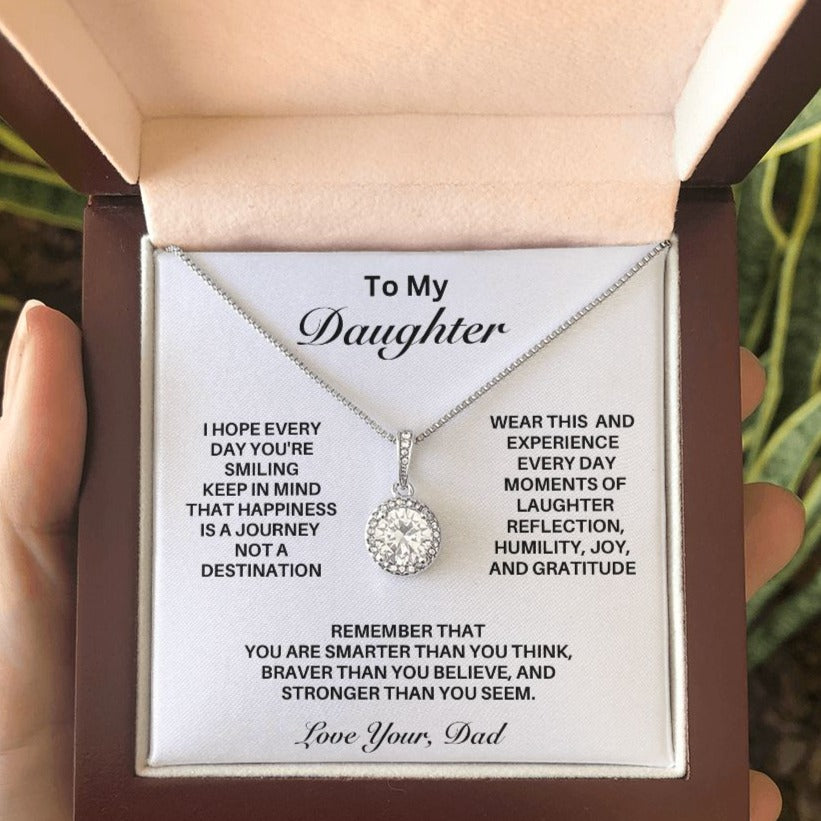 To My
Daughter
I HOPE EVERY
DAY YOU'RE
SMILING
KEEP IN MIND
THAT HAPPINESS
IS A JOURNEY
NOT A
DESTINATION
WEAR THIS AND
EXPERIENCE
EVERY DAY
MOMENTS OF
LAUGHTER
REFLECTION,
HUMILITY, JOY,
AND GRATITUDE
REMEMBER THAT
YOU ARE SMARTER THAN YOU THINK,
BRAVER THAN YOU BELIEVE, AND
STRONGER THAN YOU SEEM.
Love Your, Dad